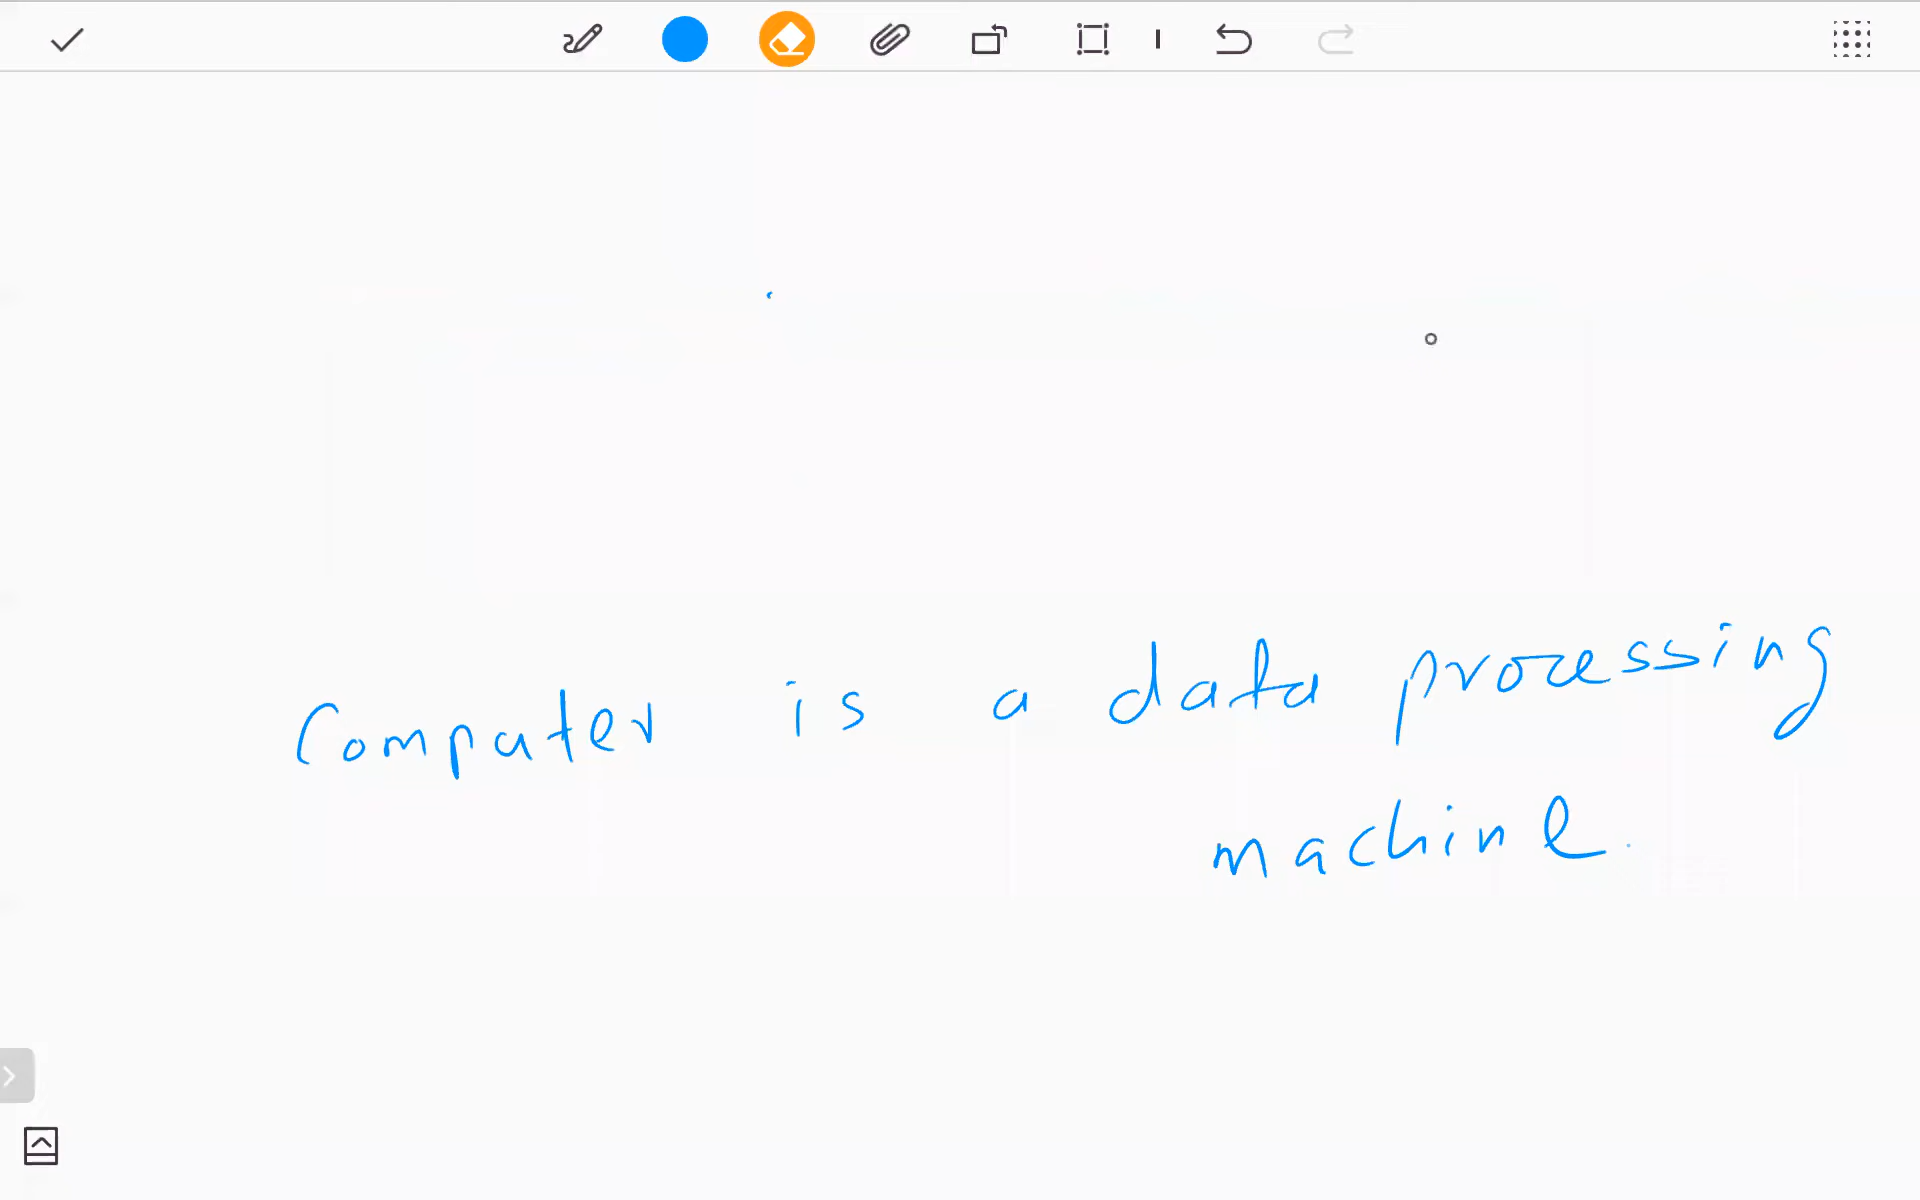 Computer is a data processing
machine.